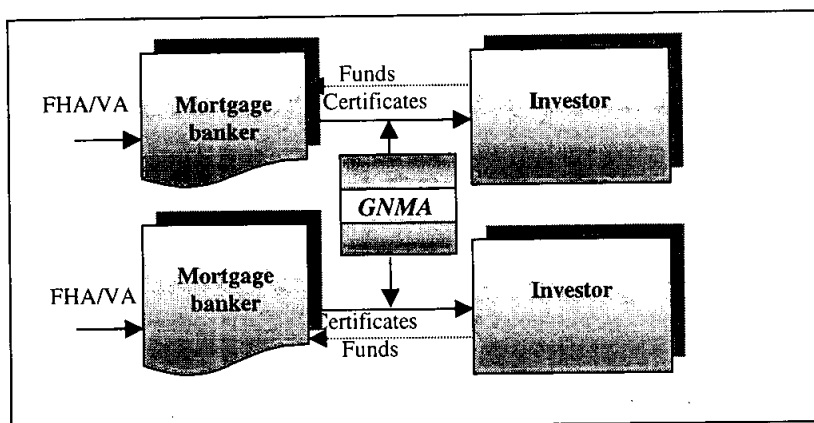 Funds
FHA/VA
Mortgage
banker
Certificates
Investor
GNMA
FHA/VA
Mortgage
banker
Investor
Certificates
Funds